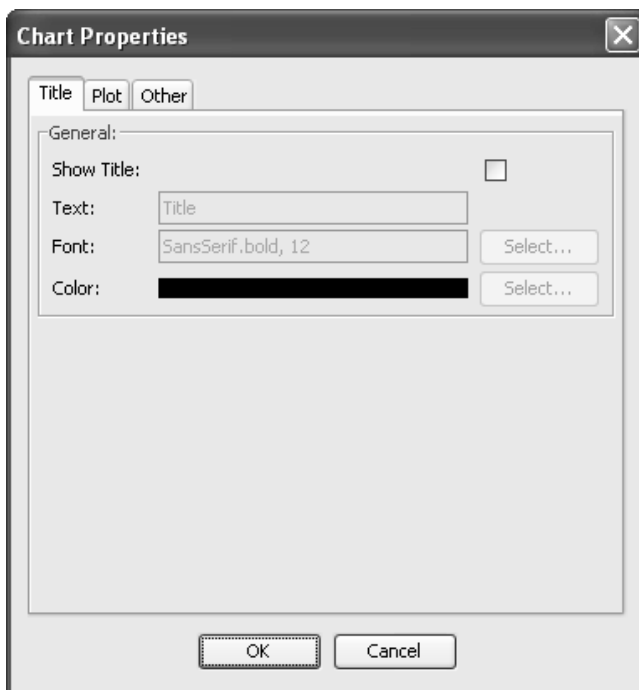 Chart Properties
Title Plot Other
General:
Show Title:
Text: Title
Font: SansSerif.bold, 12 Select...
Color: Select...
OK Cancel